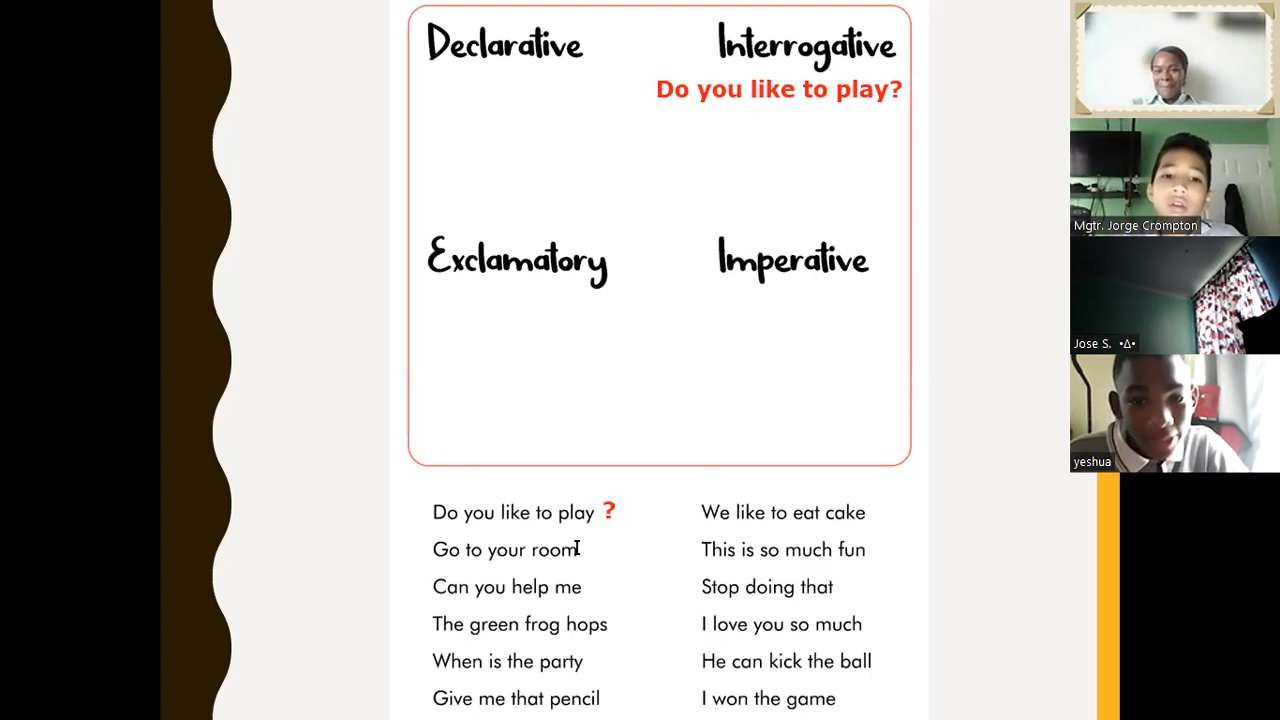 Declarative
Interrogative
Do you like to play?
Exclamatory
Imperative
Do you like to play ?
Go to your room
Can you help me
The green frog hops
When is the party
Give me that pencil
We like to eat cake
This is so much fun
Stop doing that
I love you so much
He can kick the ball
I won the game
Mgtr. Jorge Crompton
Jose S. •Δ•
yeshua